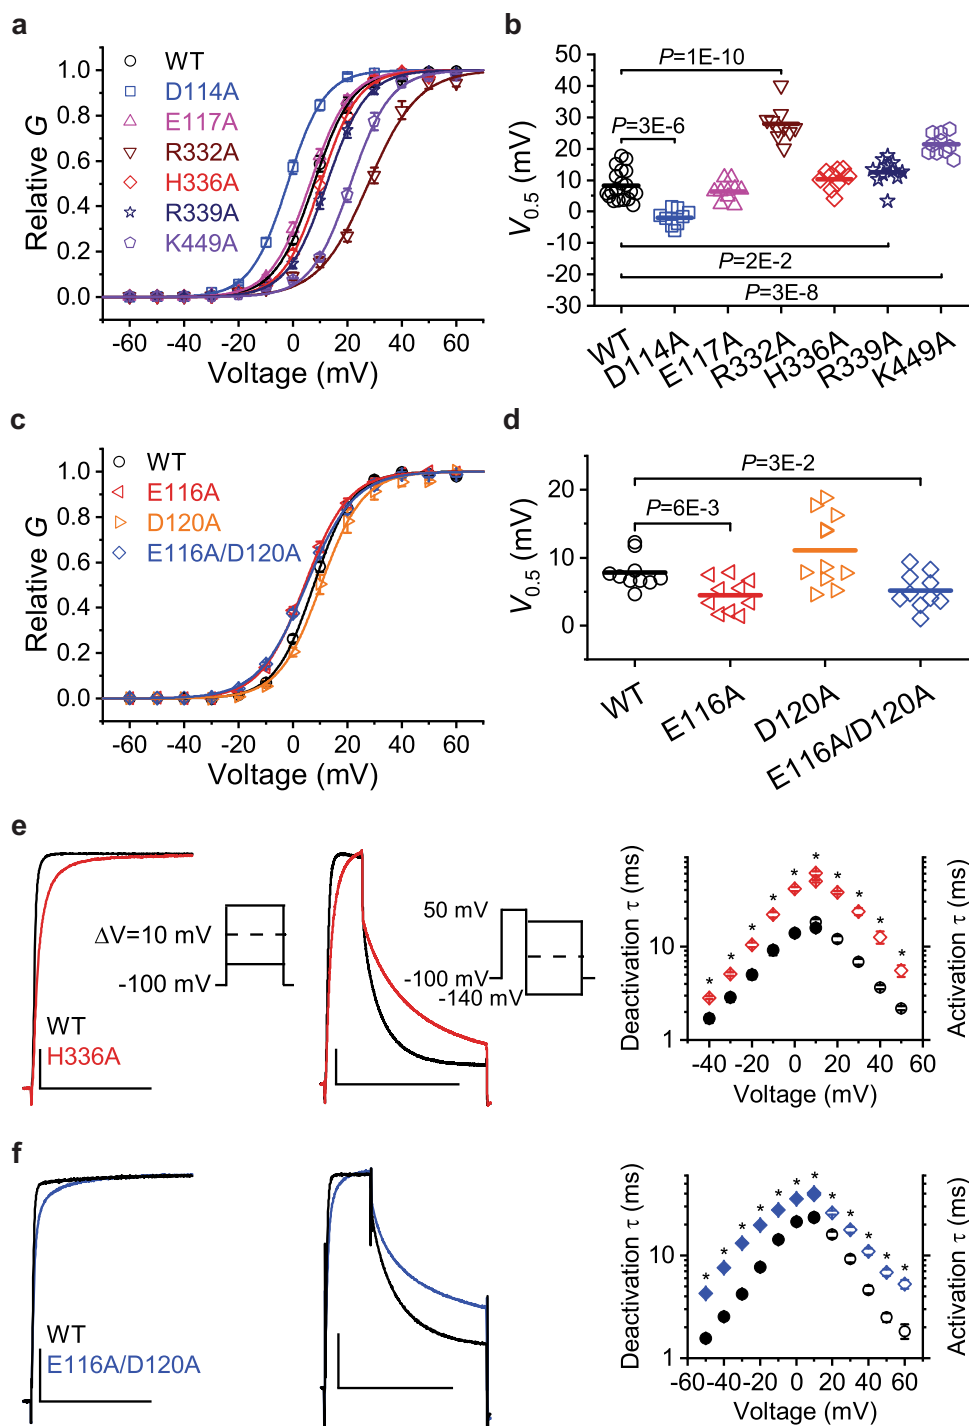 a
Relative G
1.0
0.8
0.6
0.4
0.2
0.0
WT
D114A
E117A
R332A
H336A
R339A
K449A
-60 -40 -20 0 20 40 60
Voltage (mV)
b
V0.5 (mV)
50
40
30
20
10
0
-10
-20
-30
P=1E-10
P=3E-6
P=2E-2
P=3E-8
WT D114A E117A R332A H336A R339A K449A
c
Relative G
1.0
0.8
0.6
0.4
0.2
0.0
WT
E116A
D120A
E116A/D120A
-60 -40 -20 0 20 40 60
Voltage (mV)
d
V0.5 (mV)
20
10
0
P=3E-2
P=6E-3
WT E116A D120A E116A/D120A
e
ΔV=10 mV
-100 mV
WT
H336A
50 mV
-100 mV
-140 mV
Deactivation τ (ms)
10
1
* * * * * * * * * *
Activation τ (ms)
-40 -20 0 20 40 60
Voltage (mV)
f
WT
E116A/D120A
Deactivation τ (ms)
10
1
* * * * * * * * * * * *
Activation τ (ms)
-60 -40 -20 0 20 40 60
Voltage (mV)